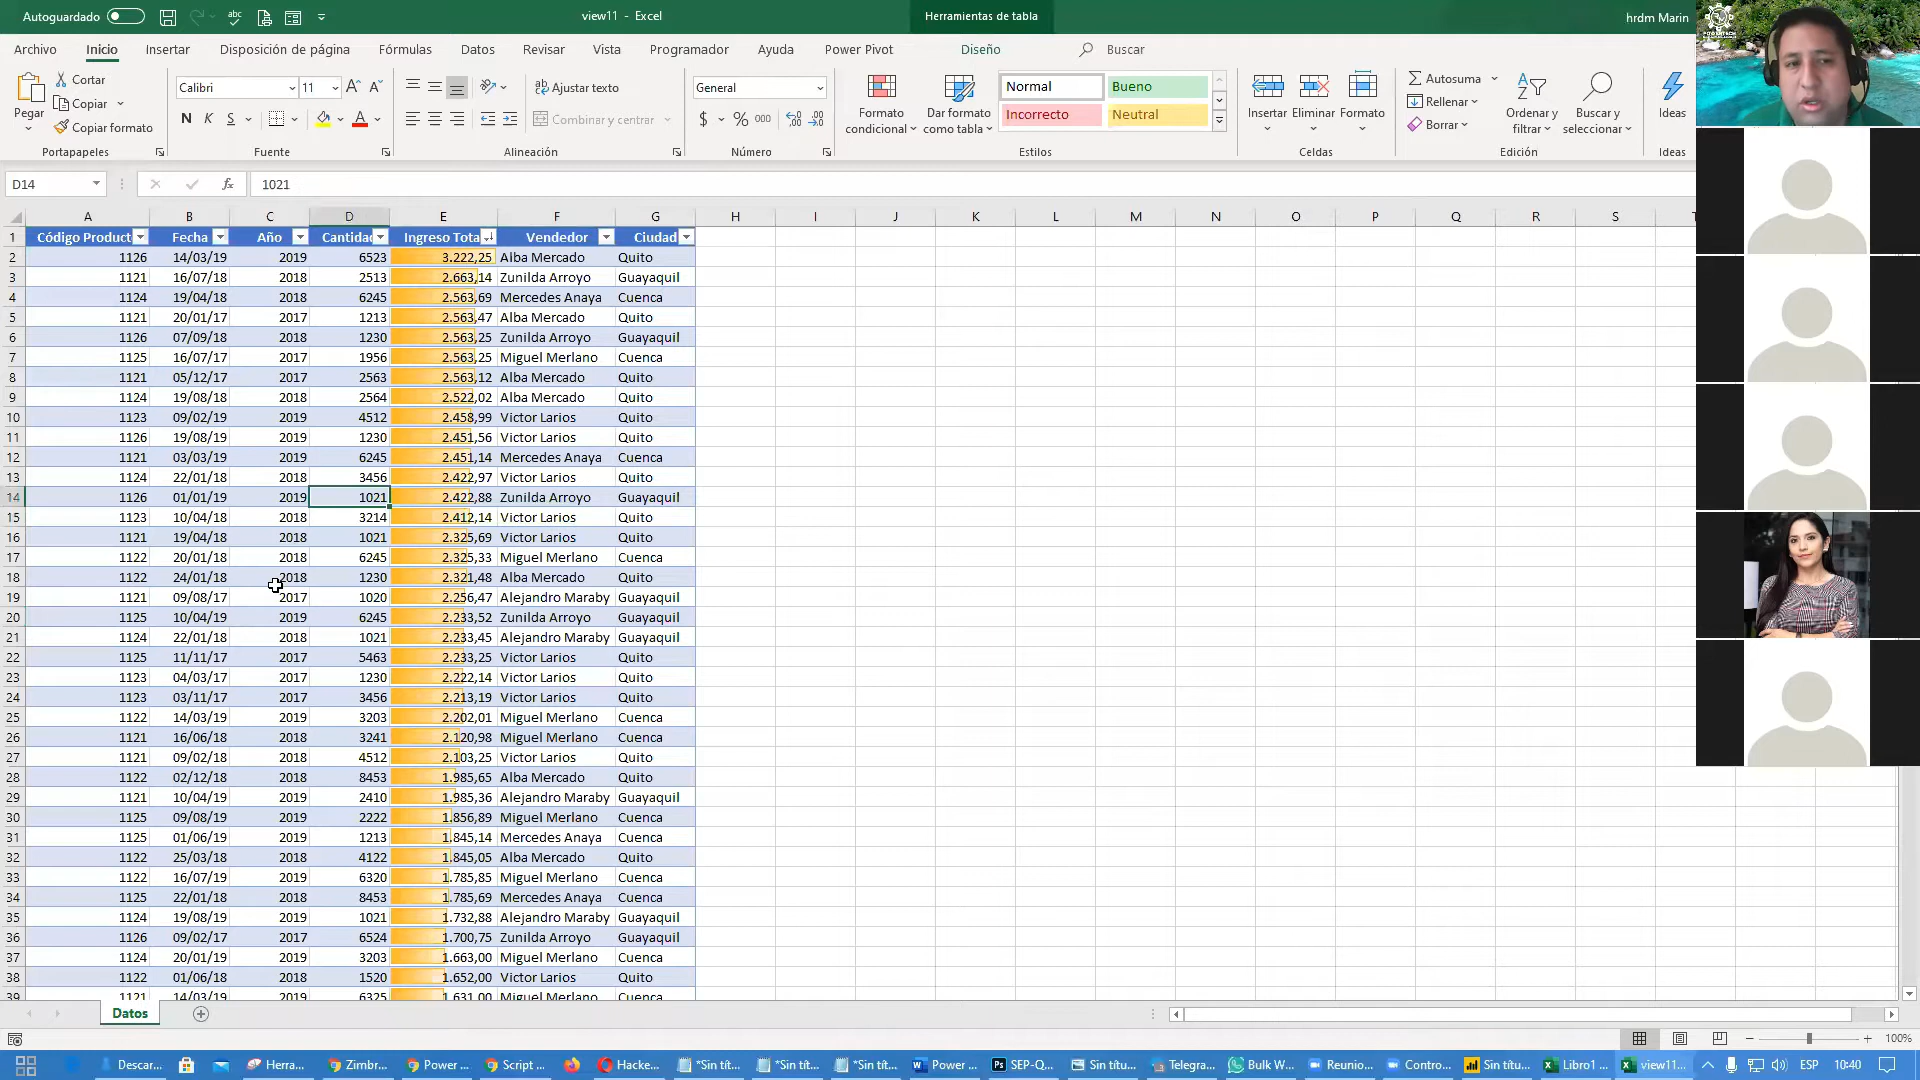 Autoguardado
view11 - Excel
Herramientas de tabla
hrdm Marin
Archivo Inicio Insertar Disposición de página Fórmulas Datos Revisar Vista Programador Ayuda Power Pivot Diseño Buscar
Pegar
Cortar
Copiar
Copiar formato
Portapapeles
Calibri 11
N K S
Fuente
Ajustar texto
Combinar y centrar
Alineación
General
$ % 000
Número
Formato condicional
Dar formato como tabla
Normal Bueno
Incorrecto Neutral
Estilos
Insertar Eliminar Formato
Celdas
Autosuma
Rellenar
Borrar
Ordenar y filtrar
Buscar y seleccionar
Edición
Ideas
Ideas
D14 fx 1021
A B C D E F G H I J K L M N O P Q R S
1 Código Product Fecha Año Cantidad Ingreso Tota Vendedor Ciudad
2 1126 14/03/19 2019 6523 3.222,25 Alba Mercado Quito
3 1121 16/07/18 2018 2513 2.663,14 Zunilda Arroyo Guayaquil
4 1124 19/04/18 2018 6245 2.563,69 Mercedes Anaya Cuenca
5 1121 20/01/17 2017 1213 2.563,47 Alba Mercado Quito
6 1126 07/09/18 2018 1230 2.563,25 Zunilda Arroyo Guayaquil
7 1125 16/07/17 2017 1956 2.563,25 Miguel Merlano Cuenca
8 1121 05/12/17 2017 2563 2.563,12 Alba Mercado Quito
9 1124 19/08/18 2018 2564 2.522,02 Alba Mercado Quito
10 1123 09/02/19 2019 4512 2.458,99 Victor Larios Quito
11 1126 19/08/19 2019 1230 2.451,56 Victor Larios Quito
12 1121 03/03/19 2019 6245 2.451,14 Mercedes Anaya Cuenca
13 1124 22/01/18 2018 3456 2.422,97 Victor Larios Quito
14 1126 01/01/19 2019 1021 2.422,88 Zunilda Arroyo Guayaquil
15 1123 10/04/18 2018 3214 2.412,14 Victor Larios Quito
16 1121 19/04/18 2018 1021 2.325,69 Victor Larios Quito
17 1122 20/01/18 2018 6245 2.325,33 Miguel Merlano Cuenca
18 1122 24/01/18 2018 1230 2.321,48 Alba Mercado Quito
19 1121 09/08/17 2017 1020 2.256,47 Alejandro Maraby Guayaquil
20 1125 10/04/19 2019 6245 2.233,52 Zunilda Arroyo Guayaquil
21 1124 22/01/18 2018 1021 2.233,45 Alejandro Maraby Guayaquil
22 1125 11/11/17 2017 5463 2.233,25 Victor Larios Quito
23 1123 04/03/17 2017 1230 2.222,14 Victor Larios Quito
24 1123 03/11/17 2017 3456 2.213,19 Victor Larios Quito
25 1122 14/03/19 2019 3203 2.202,01 Miguel Merlano Cuenca
26 1121 16/06/18 2018 3241 2.120,98 Miguel Merlano Cuenca
27 1121 09/02/18 2018 4512 2.103,25 Victor Larios Quito
28 1122 02/12/18 2018 8453 1.985,65 Alba Mercado Quito
29 1121 10/04/19 2019 2410 1.985,36 Alejandro Maraby Guayaquil
30 1125 09/08/19 2019 2222 1.856,89 Miguel Merlano Cuenca
31 1125 01/06/19 2019 1213 1.845,14 Mercedes Anaya Cuenca
32 1122 25/03/18 2018 4122 1.845,05 Alba Mercado Quito
33 1122 16/07/19 2019 6320 1.785,85 Miguel Merlano Cuenca
34 1125 22/01/18 2018 8453 1.785,69 Mercedes Anaya Cuenca
35 1124 19/08/19 2019 1021 1.732,88 Alejandro Maraby Guayaquil
36 1126 09/02/17 2017 6524 1.700,75 Zunilda Arroyo Guayaquil
37 1124 20/01/19 2019 3203 1.663,00 Miguel Merlano Cuenca
38 1122 01/06/18 2018 1520 1.652,00 Victor Larios Quito
39 1121 14/03/19 2019 6325 1.631,00 Miguel Merlano Cuenca
Datos
100%
Descar... Herra... Zimbr... Power ... Script ... Hacke... *Sin tít... *Sin tít... *Sin tít... Power ... SEP-Q... Sin títu... Telegra... Bulk W... Reunio... Contro... Sin títu... Libro1 ... view11... ESP 10:40